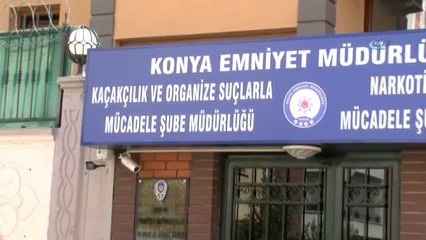 KONYA EMNİYET MÜDÜRLÜ
KAÇAKÇILIK VE ORGANİZE SUÇLARLA
MÜCADELE ŞUBE MÜDÜRLÜĞÜ
NARKOTİ
MÜCADELE Ş